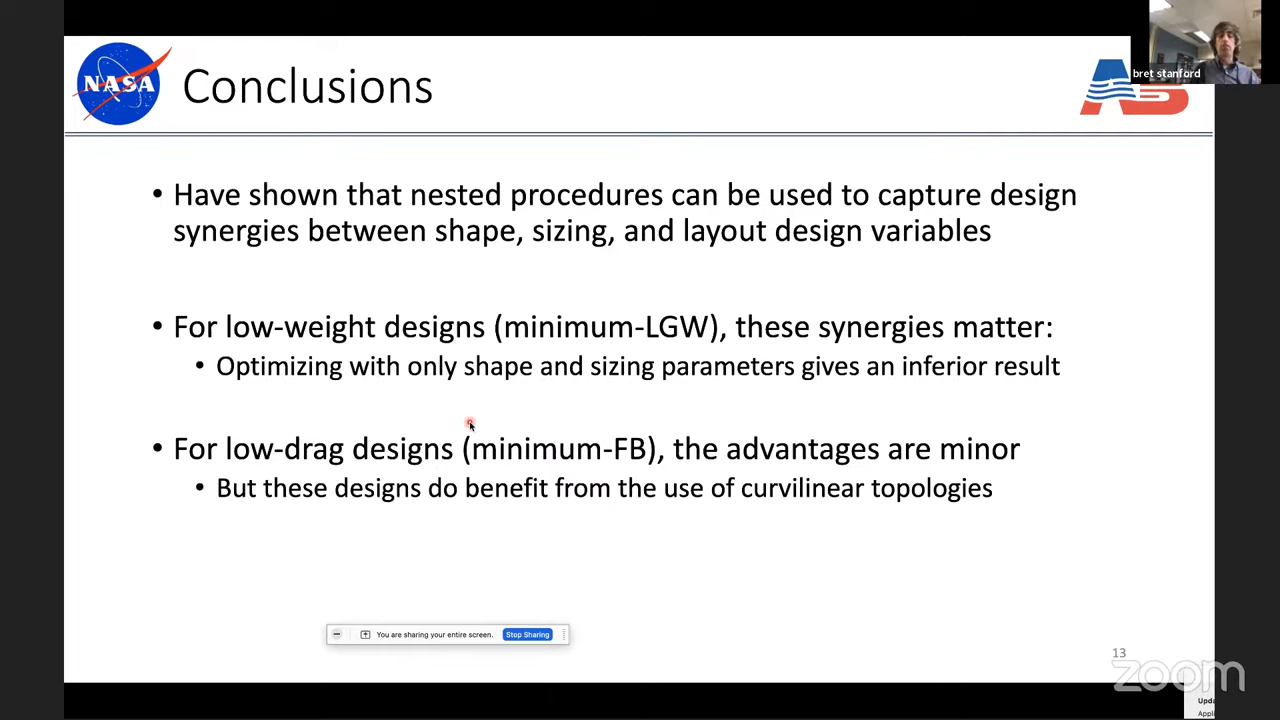 NASA
Conclusions
bret stanford
AB
• Have shown that nested procedures can be used to capture design
synergies between shape, sizing, and layout design variables
• For low-weight designs (minimum-LGW), these synergies matter:
• Optimizing with only shape and sizing parameters gives an inferior result
• For low-drag designs (minimum-FB), the advantages are minor
• But these designs do benefit from the use of curvilinear topologies
You are sharing your entire screen. Stop Sharing
13
zoom
Upda
Appli